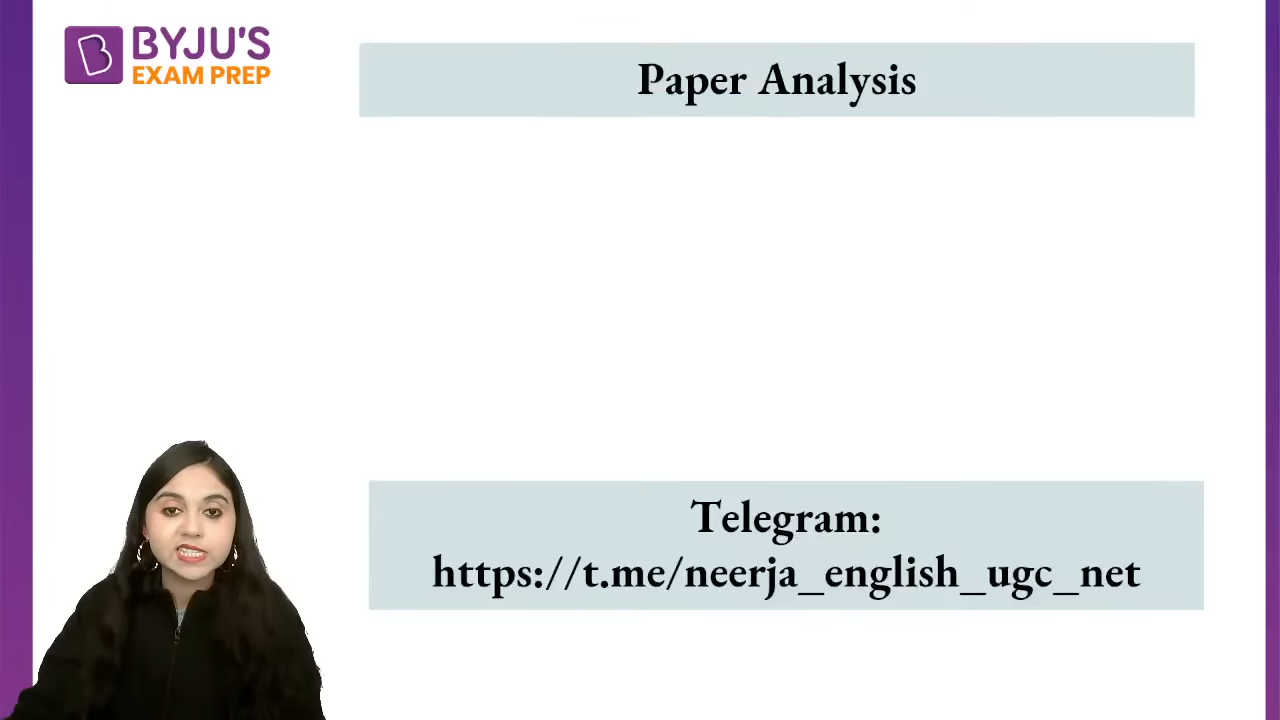 BYJU'S
EXAM PREP
Paper Analysis
Telegram:
https://t.me/neerja_english_ugc_net